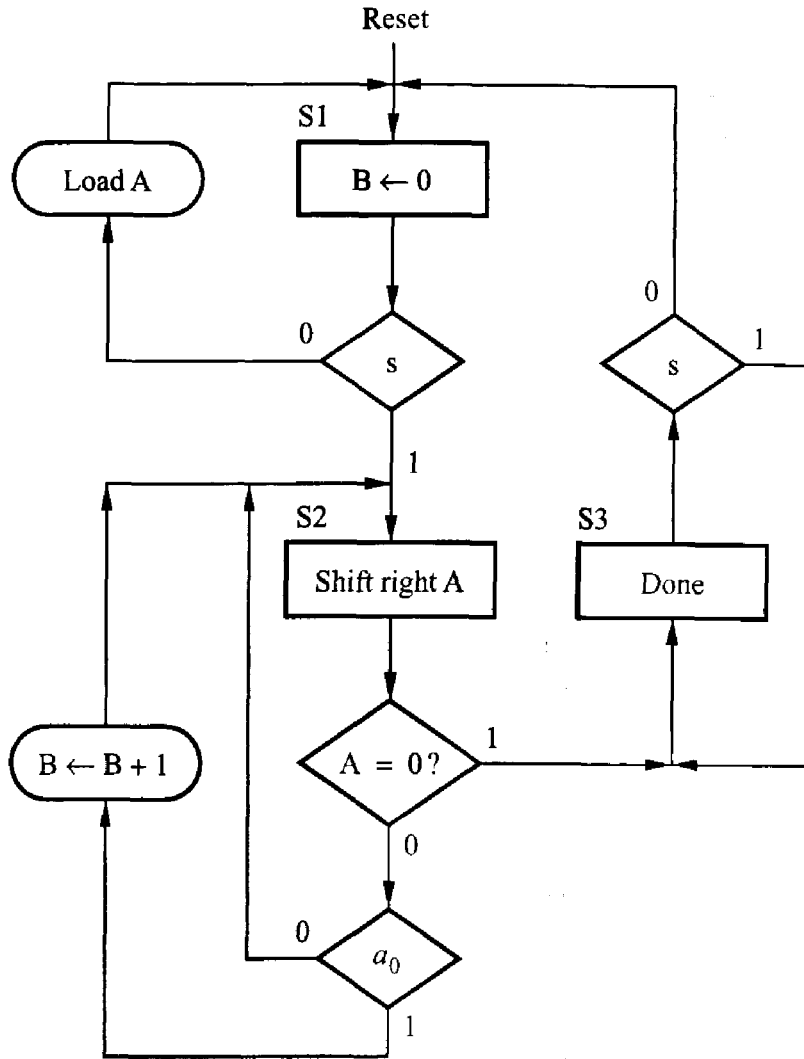 Reset
S1
Load A
B ← 0
0
0
1
s
s
1
S2
S3
Shift right A
Done
B ← B + 1
A = 0?
1
0
0
a₀
1